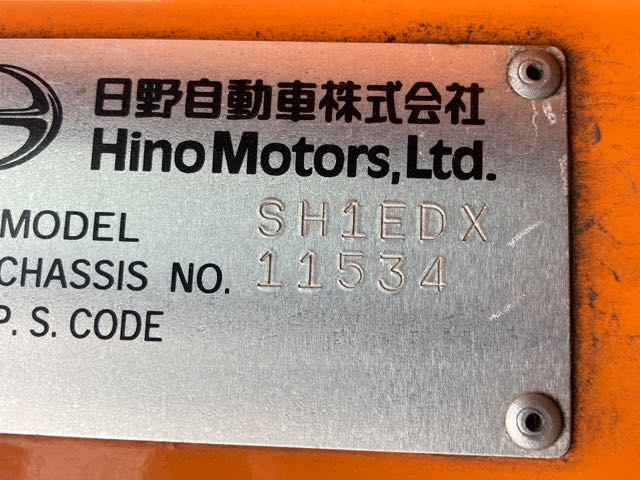 日野自動車株式会社
Hino Motors, Ltd.
MODEL SH1EDX
CHASSIS NO. 11534
P. S. CODE